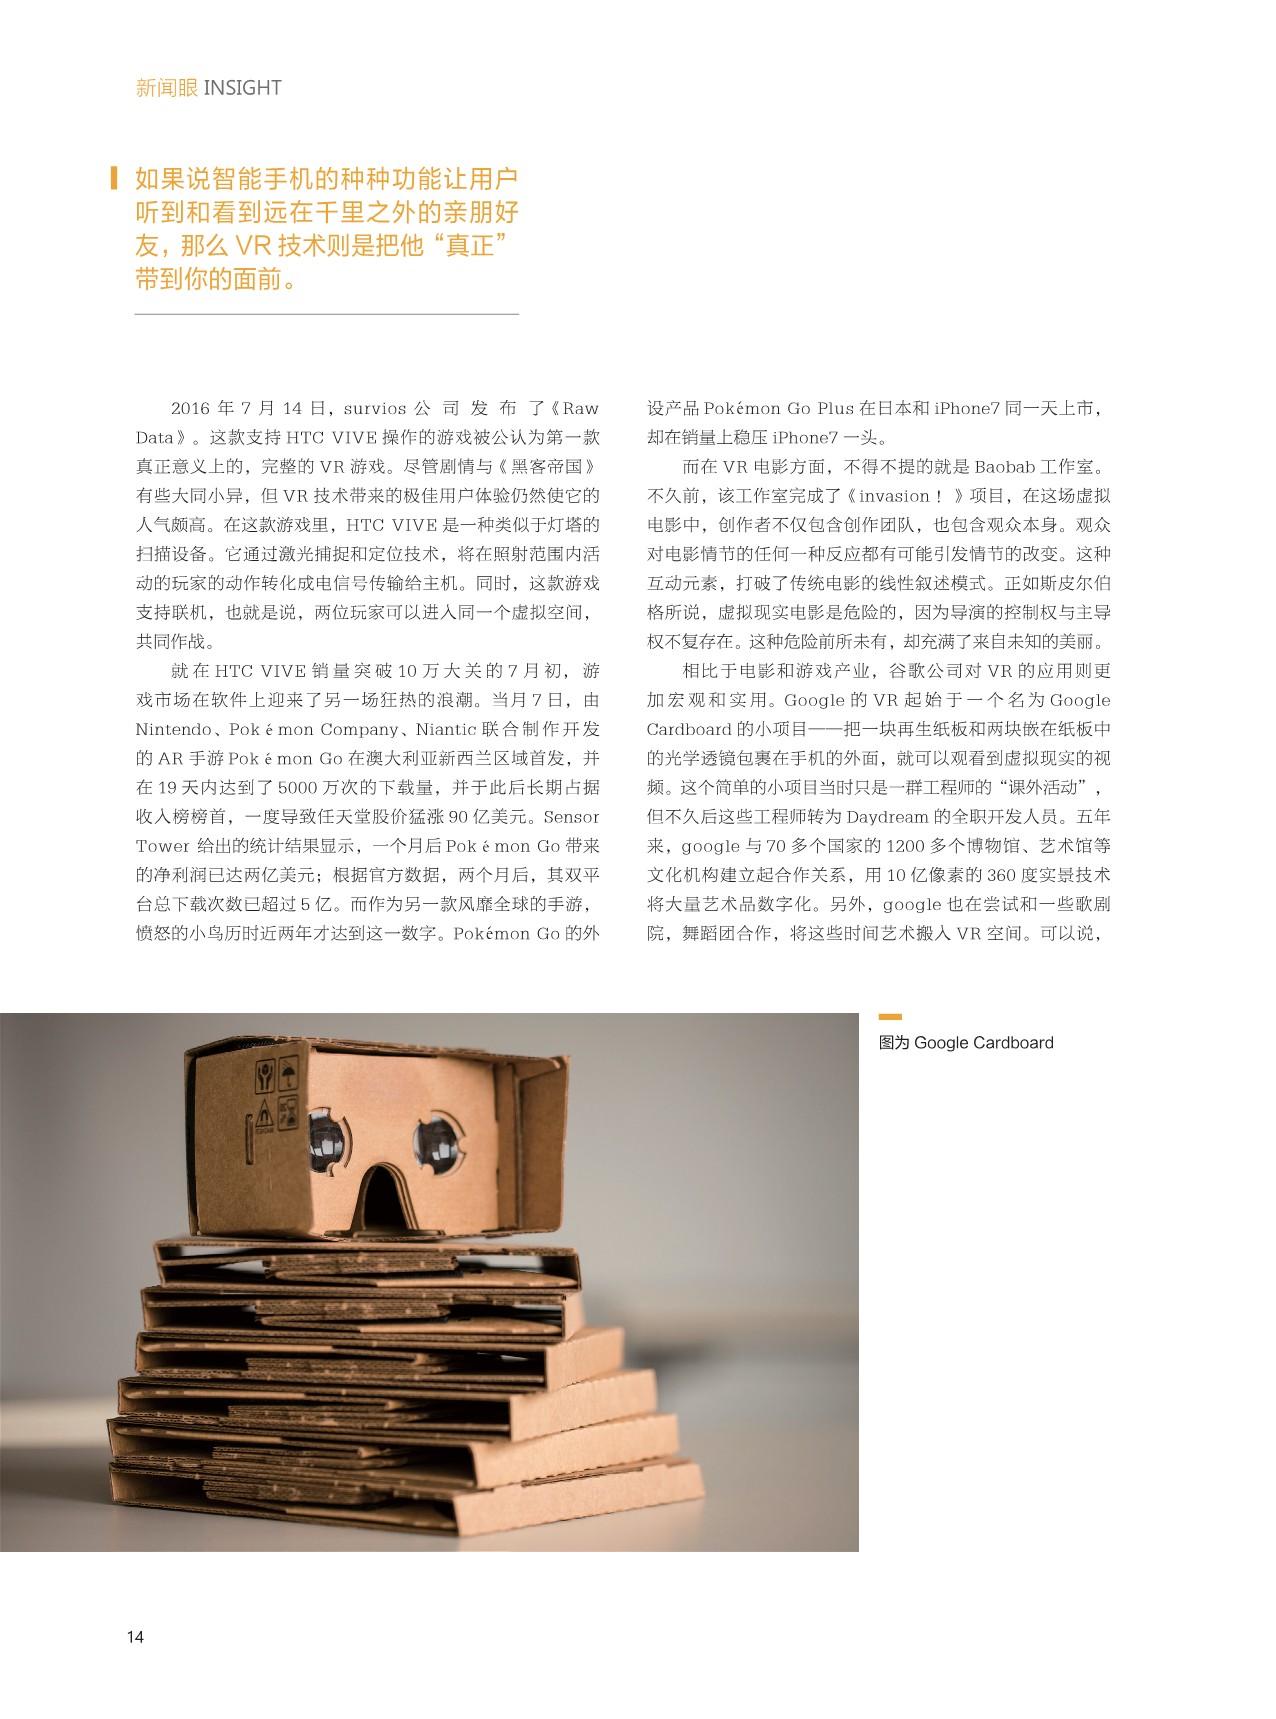 新闻眼 INSIGHT
如果说智能手机的种种功能让用户
听到和看到远在千里之外的亲朋好
友，那么 VR 技术则是把他“真正”
带到你的面前。
2016 年 7 月 14 日，survios 公司发布了《Raw
Data》。这款支持 HTC VIVE 操作的游戏被公认为第一款
真正意义上的，完整的 VR 游戏。尽管剧情与《黑客帝国》
有些大同小异，但 VR 技术带来的极佳用户体验仍然使它的
人气颇高。在这款游戏里，HTC VIVE 是一种类似于灯塔的
扫描设备。它通过激光捕捉和定位技术，将在照射范围内活
动的玩家的动作转化成电信号传输给主机。同时，这款游戏
支持联机，也就是说，两位玩家可以进入同一个虚拟空间，
共同作战。
就在 HTC VIVE 销量突破 10 万大关的 7 月初，游
戏市场在软件上迎来了另一场狂热的浪潮。当月 7 日，由
Nintendo、Pok é mon Company、Niantic 联合制作开发
的 AR 手游 Pok é mon Go 在澳大利亚新西兰区域首发，并
在 19 天内达到了 5000 万次的下载量，并于此后长期占据
收入榜榜首，一度导致任天堂股价猛涨 90 亿美元。Sensor
Tower 给出的统计结果显示，一个月后 Pok é mon Go 带来
的净利润已达两亿美元；根据官方数据，两个月后，其双平
台总下载次数已超过 5 亿。而作为另一款风靡全球的手游，
愤怒的小鸟历时近两年才达到这一数字。Pokémon Go 的外
设产品 Pokémon Go Plus 在日本和 iPhone7 同一天上市，
却在销量上稳压 iPhone7 一头。
而在 VR 电影方面，不得不提的就是 Baobab 工作室。
不久前，该工作室完成了《invasion！》项目，在这场虚拟
电影中，创作者不仅包含创作团队，也包含观众本身。观众
对电影情节的任何一种反应都有可能引发情节的改变。这种
互动元素，打破了传统电影的线性叙述模式。正如斯皮尔伯
格所说，虚拟现实电影是危险的，因为导演的控制权与主导
权不复存在。这种危险前所未有，却充满了来自未知的美丽。
相比于电影和游戏产业，谷歌公司对 VR 的应用则更
加宏观和实用。Google 的 VR 起始于一个名为 Google
Cardboard 的小项目——把一块再生纸板和两块嵌在纸板中
的光学透镜包裹在手机的外面，就可以观看到虚拟现实的视
频。这个简单的小项目当时只是一群工程师的“课外活动”，
但不久后这些工程师转为 Daydream 的全职开发人员。五年
来，google 与 70 多个国家的 1200 多个博物馆、艺术馆等
文化机构建立起合作关系，用 10 亿像素的 360 度实景技术
将大量艺术品数字化。另外，google 也在尝试和一些歌剧
院，舞蹈团合作，将这些时间艺术搬入 VR 空间。可以说，
图为 Google Cardboard
14